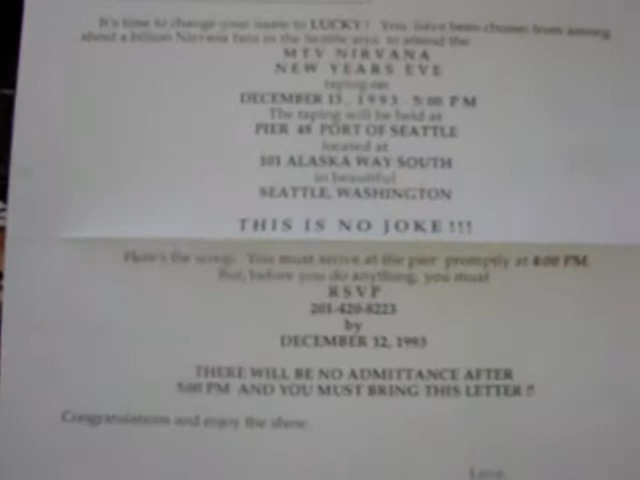 It's time to change your name to LUCKY! You have been chosen from among
about a billion Nirvana fans in the Seattle area to attend the
MTV NIRVANA
NEW YEARS EVE
taping on
DECEMBER 13, 1993 5:00 PM
The taping will be held at
PIER 48 PORT OF SEATTLE
located at
101 ALASKA WAY SOUTH
in beautiful
SEATTLE, WASHINGTON
THIS IS NO JOKE!!!
Here's the scoop. You must arrive at the pier promptly at 4:00 PM.
But, before you do anything, you must
RSVP
201-420-8223
by
DECEMBER 12, 1993
THERE WILL BE NO ADMITTANCE AFTER
5:00 PM AND YOU MUST BRING THIS LETTER !!
Congratulations and enjoy the show.
Love,